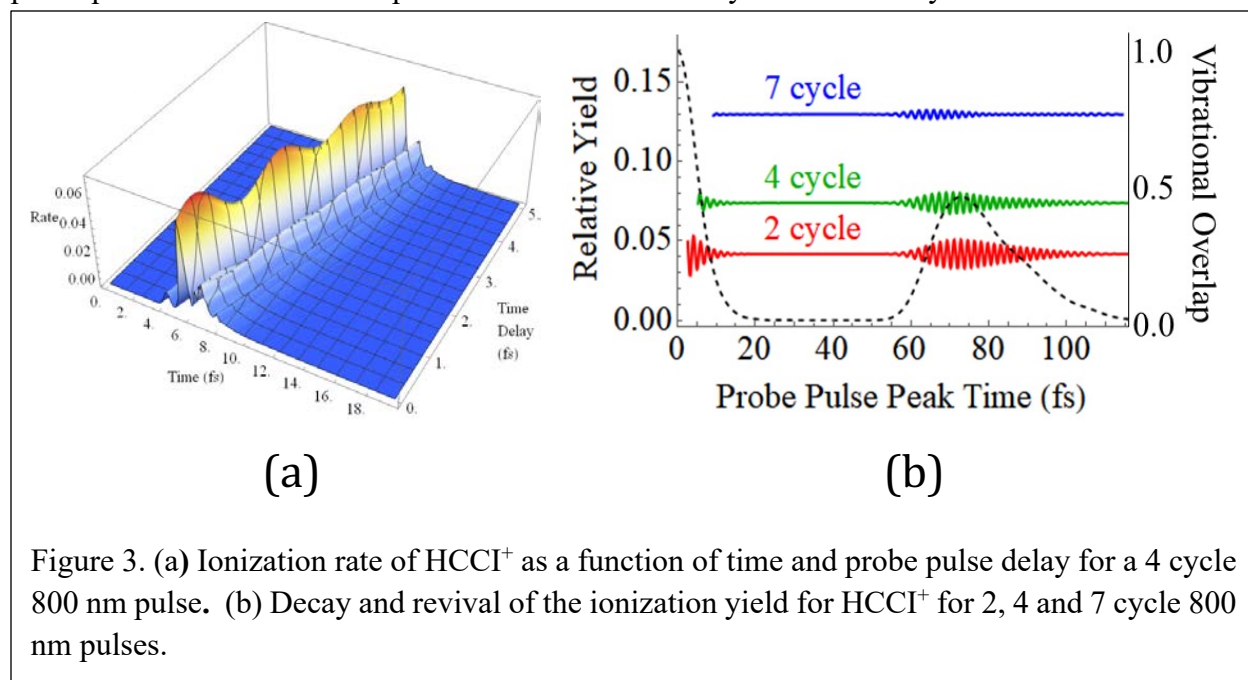 0.06
0.04
Rate
0.02
0.00
0.
2.
4.
6.
8.
10.
12.
14.
16.
18.
Time (fs)
0.
1.
2.
3.
4.
5.
Time
Delay
(fs)
(a)
Relative Yield
0.15
0.10
0.05
0.00
7 cycle
4 cycle
2 cycle
1.0
0.5
0.0
Vibrational Overlap
0 20 40 60 80 100
Probe Pulse Peak Time (fs)
(b)
Figure 3. (a) Ionization rate of HCCI⁺ as a function of time and probe pulse delay for a 4 cycle
800 nm pulse. (b) Decay and revival of the ionization yield for HCCI⁺ for 2, 4 and 7 cycle 800
nm pulses.